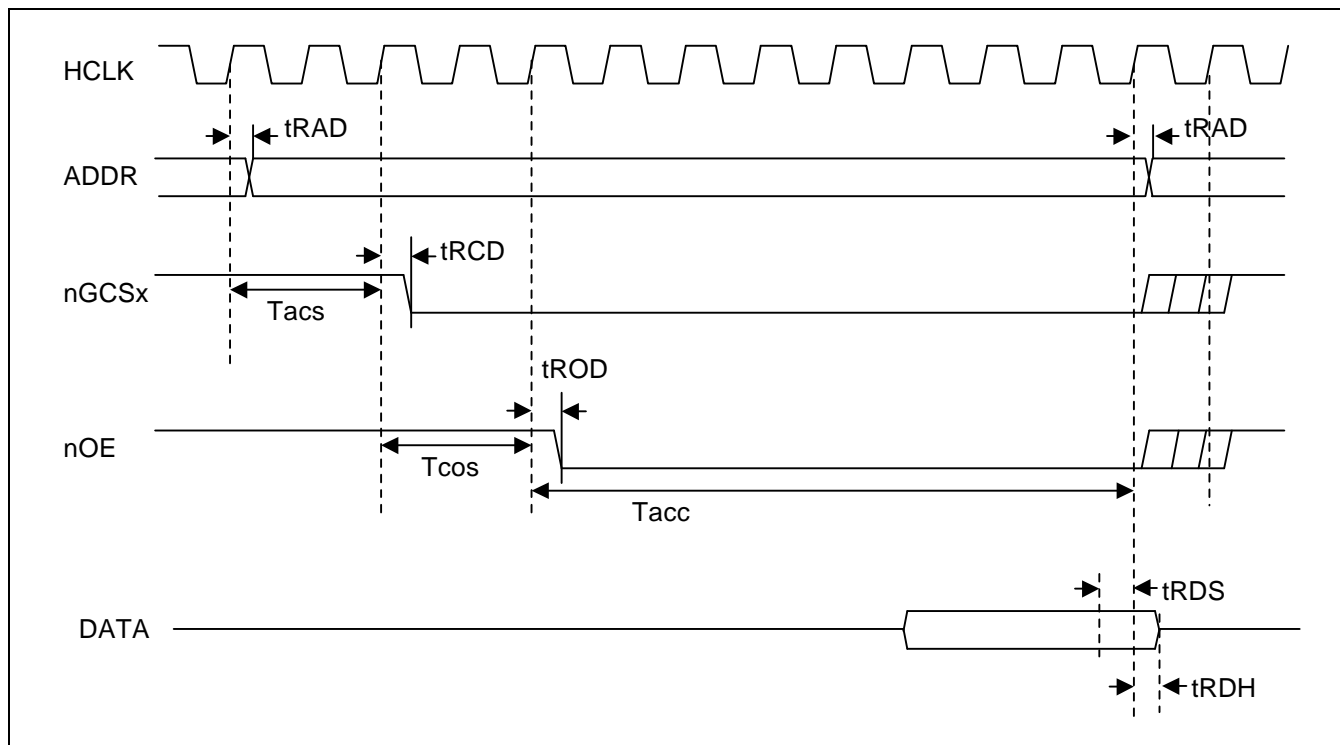 HCLK
tRAD
tRAD
ADDR
tRCD
nGCSx
Tacs
tROD
nOE
Tcos
Tacc
tRDS
DATA
tRDH